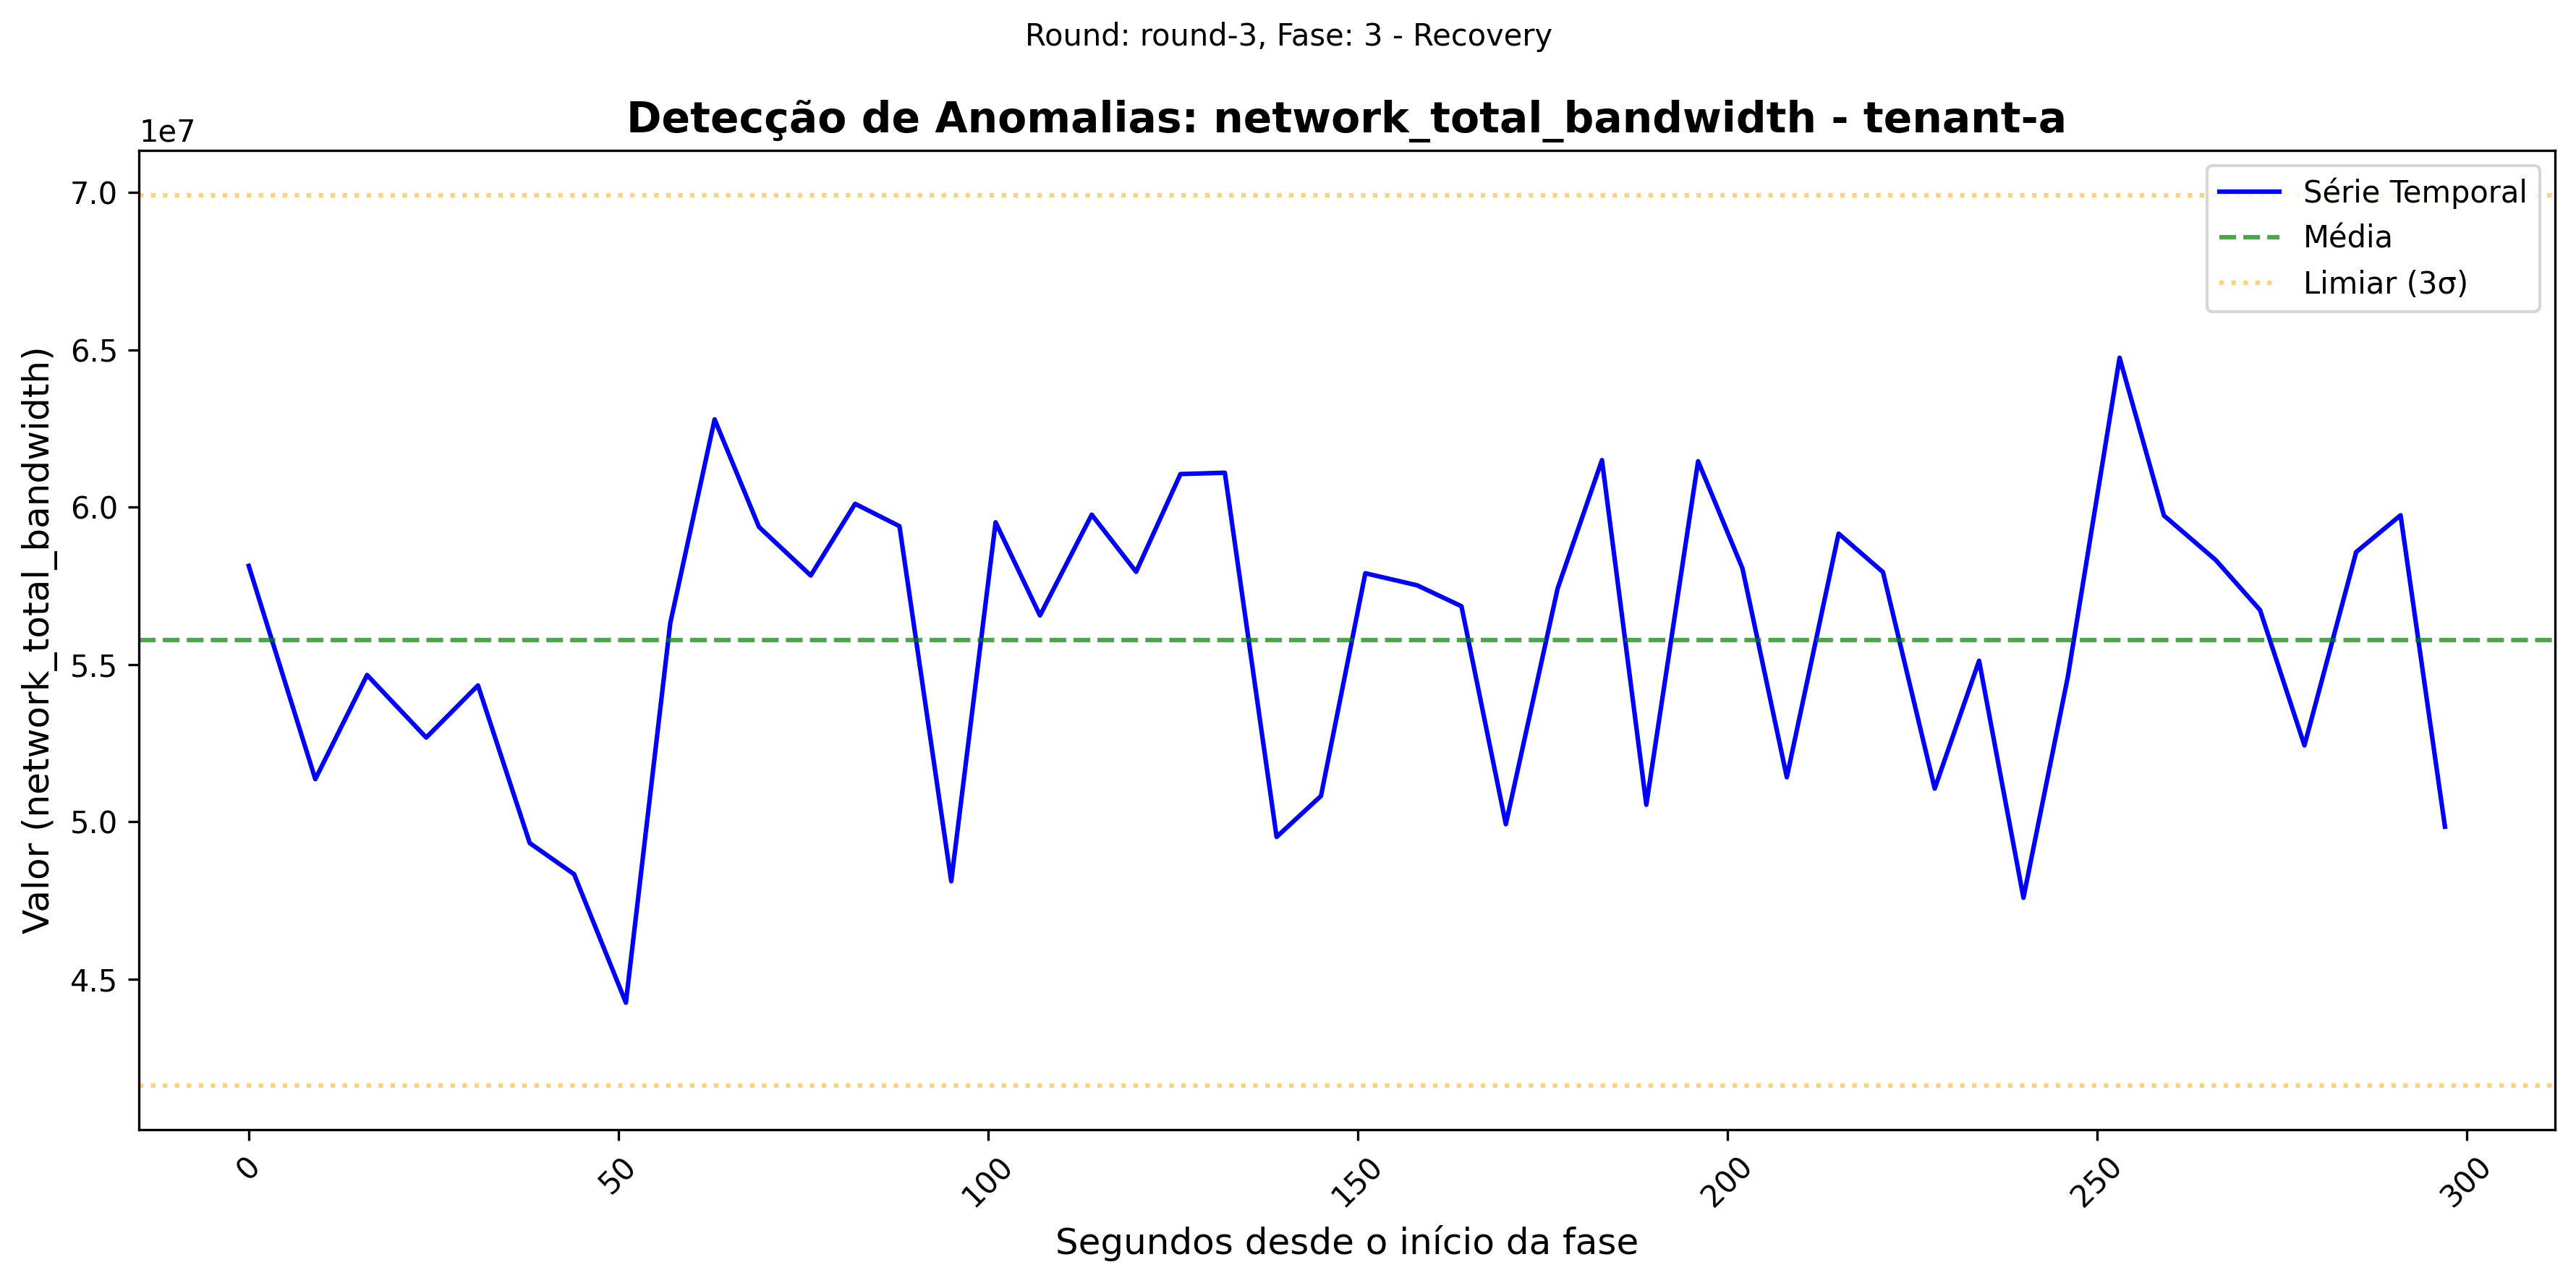 Round: round-3, Fase: 3 - Recovery
Detecção de Anomalias: network_total_bandwidth - tenant-a
1e7
7.0
6.5
6.0
5.5
5.0
4.5
Valor (network_total_bandwidth)
Série Temporal
Média
Limiar (3σ)
0
50
100
150
200
250
300
Segundos desde o início da fase